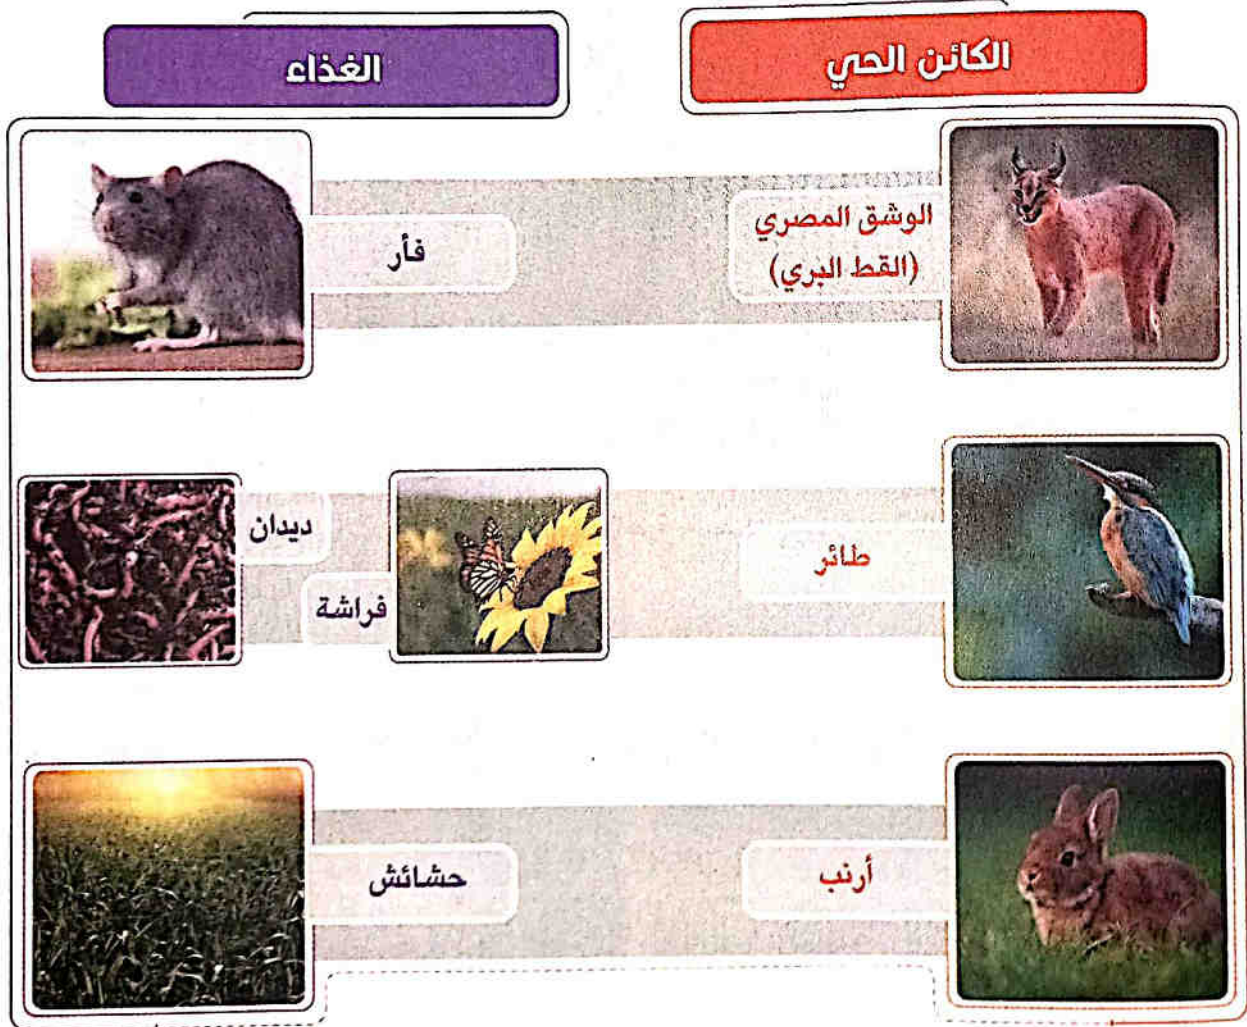 الكائن الحي
الغذاء
الوشق المصري
(القط البري)
فأر
طائر
فراشة
ديدان
أرنب
حشائش